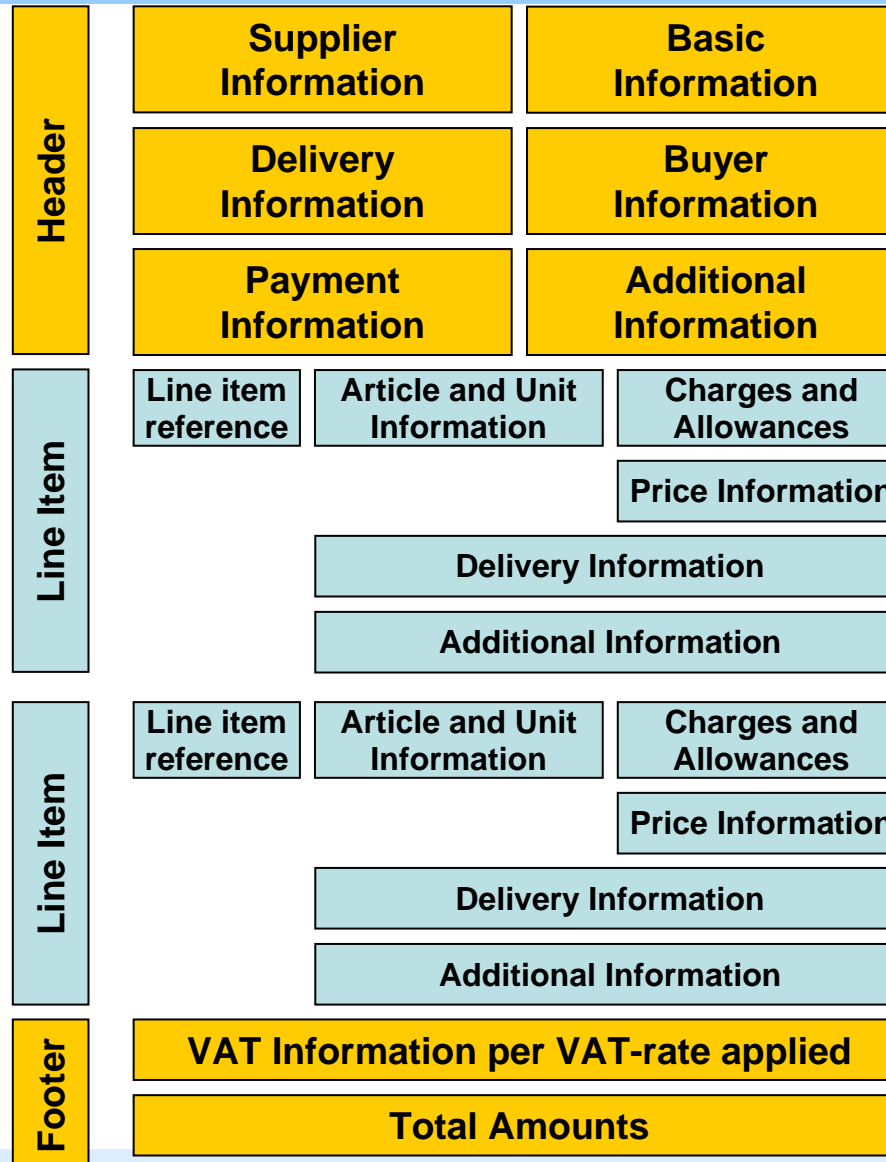 Header
Supplier
Information
Basic
Information
Delivery
Information
Buyer
Information
Payment
Information
Additional
Information
Line Item
Line item
reference
Article and Unit
Information
Charges and
Allowances
Price Information
Delivery Information
Additional Information
Line Item
Line item
reference
Article and Unit
Information
Charges and
Allowances
Price Information
Delivery Information
Additional Information
Footer
VAT Information per VAT-rate applied
Total Amounts